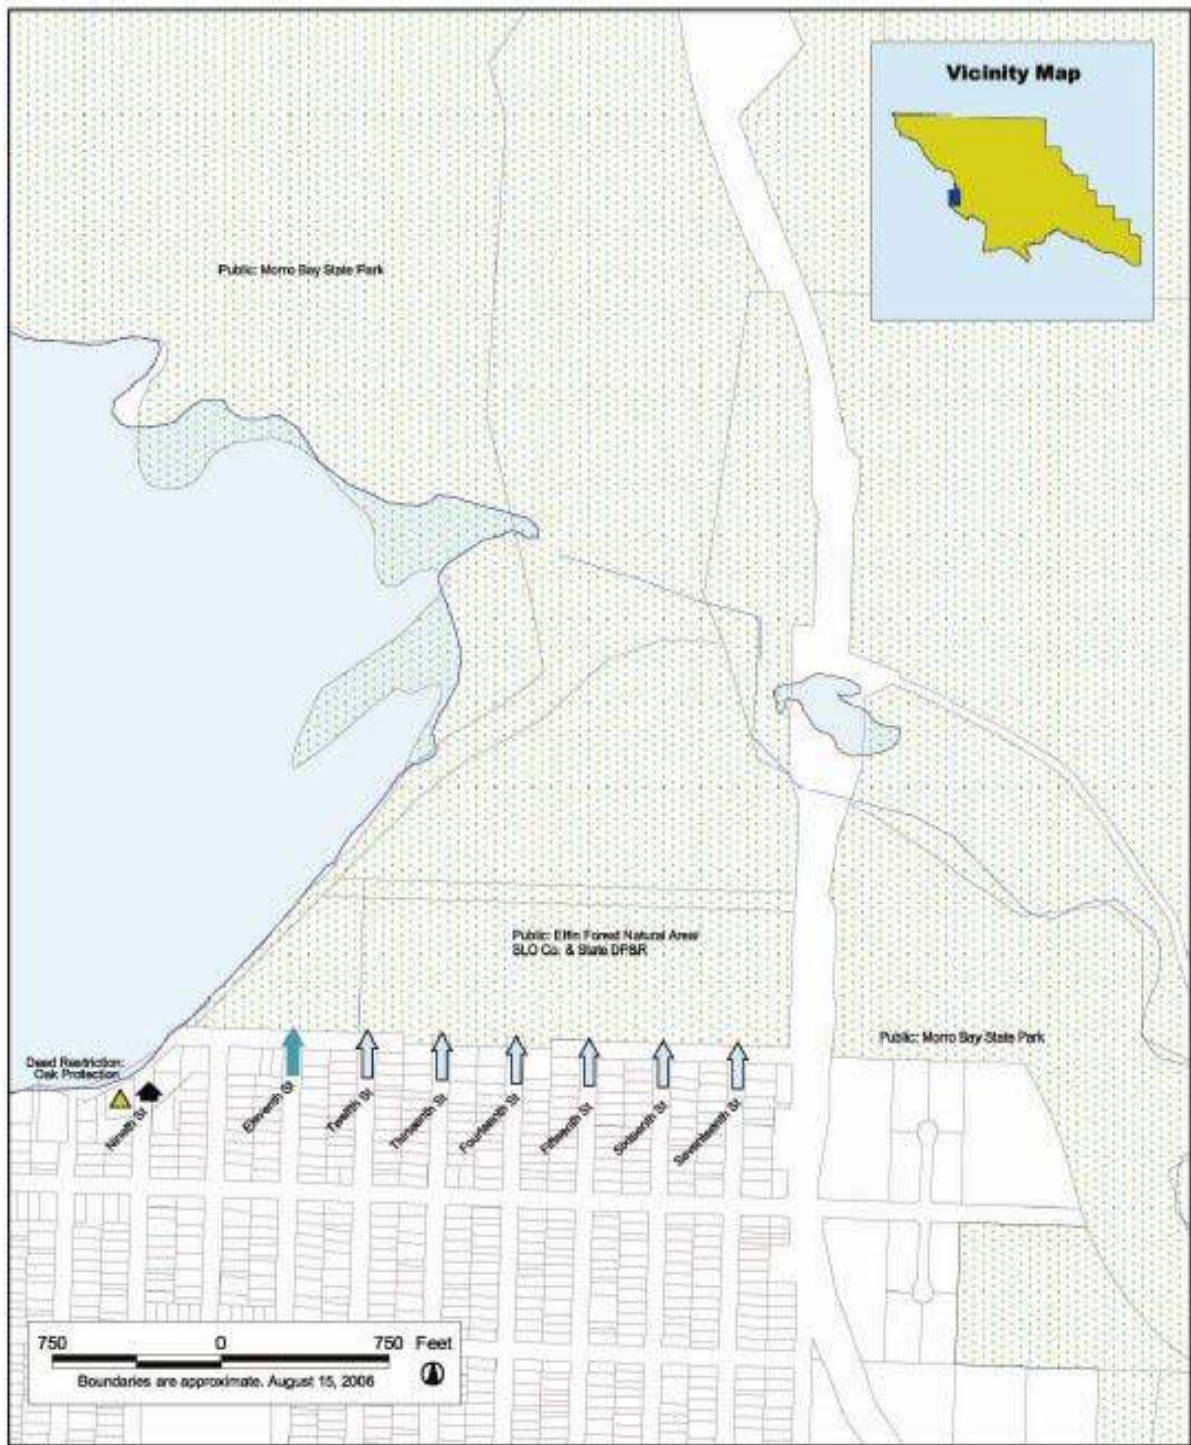 Vicinity Map
Public: Morro Bay State Park
Public: Elfin Forest Natural Area/
SLO Co. & State DP&R
Public: Morro Bay State Park
Deed Restriction:
Oak Protection
Nineth St
Eleventh St
Twelfth St
Thirteenth St
Fourteenth St
Fifteenth St
Sixteenth St
Seventeenth St
750 0 750 Feet
Boundaries are approximate. August 15, 2006